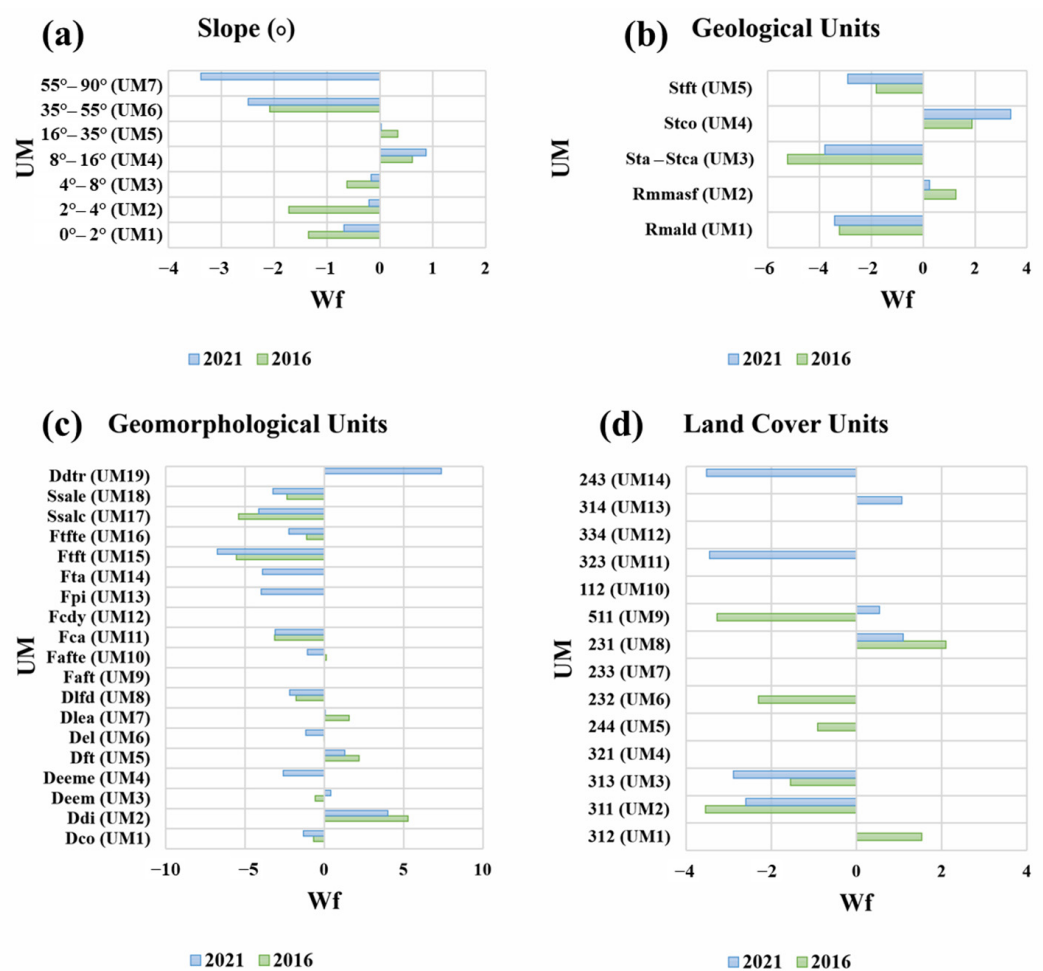 (a) Slope (○)
UM
55°– 90° (UM7)
35°– 55° (UM6)
16°– 35° (UM5)
8°– 16° (UM4)
4°– 8° (UM3)
2°– 4° (UM2)
0°– 2° (UM1)
−4 −3 −2 −1 0 1 2
Wf
2021 2016
(b) Geological Units
UM
Stft (UM5)
Stco (UM4)
Sta – Stca (UM3)
Rmmasf (UM2)
Rmald (UM1)
−6 −4 −2 0 2 4
Wf
2021 2016
(c) Geomorphological Units
UM
Ddtr (UM19)
Ssale (UM18)
Ssalc (UM17)
Ftfte (UM16)
Ftft (UM15)
Fta (UM14)
Fpi (UM13)
Fcdy (UM12)
Fca (UM11)
Fafte (UM10)
Faft (UM9)
Dlfd (UM8)
Dlea (UM7)
Del (UM6)
Dft (UM5)
Deeme (UM4)
Deem (UM3)
Ddi (UM2)
Dco (UM1)
−10 −5 0 5 10
Wf
2021 2016
(d) Land Cover Units
UM
243 (UM14)
314 (UM13)
334 (UM12)
323 (UM11)
112 (UM10)
511 (UM9)
231 (UM8)
233 (UM7)
232 (UM6)
244 (UM5)
321 (UM4)
313 (UM3)
311 (UM2)
312 (UM1)
−4 −2 0 2 4
Wf
2021 2016